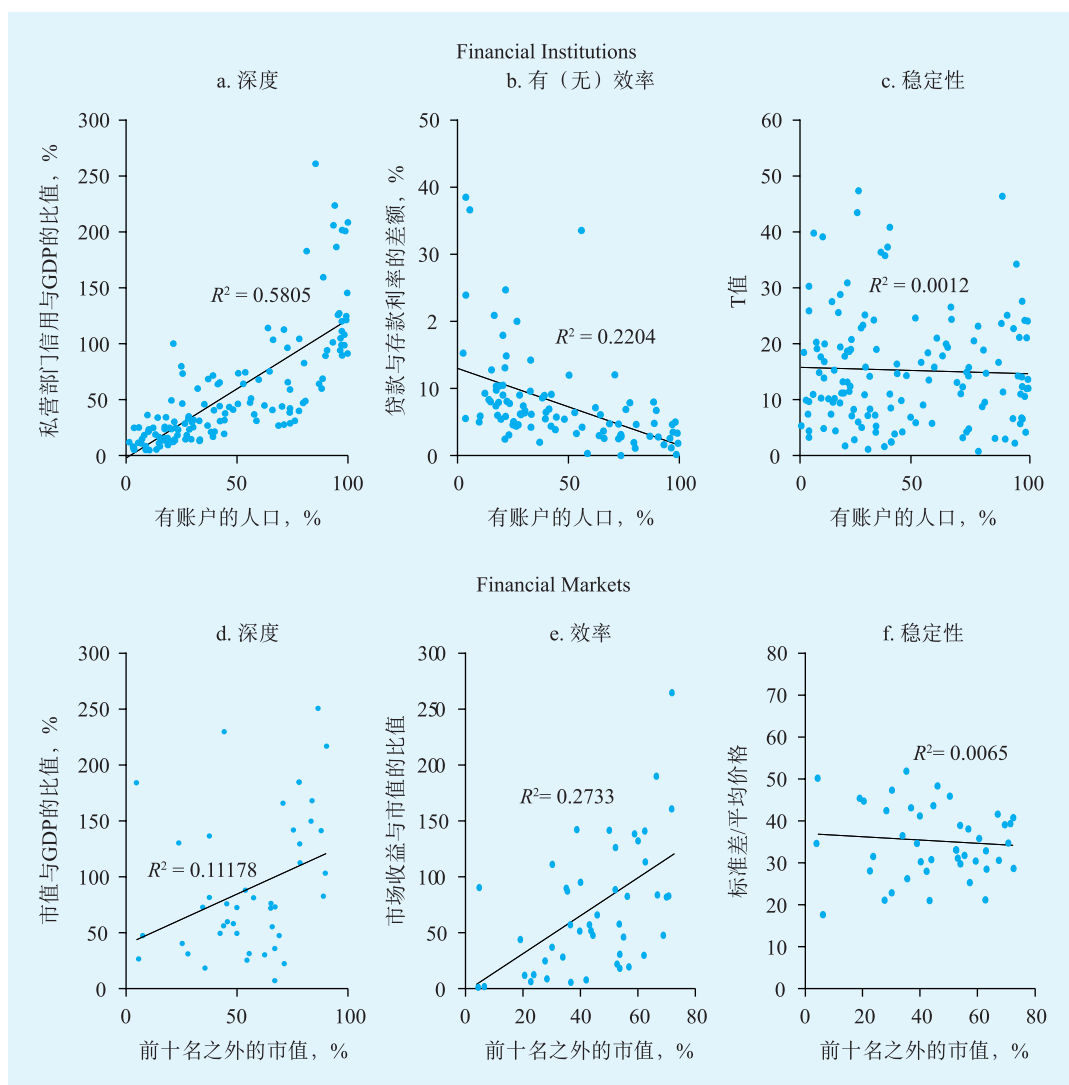 Financial Institutions
a. 深度
b. 有（无）效率
c. 稳定性
私营部门信用与GDP的比值，%
300
250
200
150
100
50
0
R² = 0.5805
0
50
100
有账户的人口，%
贷款与存款利率的差额，%
50
40
30
2
10
0
R² = 0.2204
0
50
100
有账户的人口，%
T值
60
50
40
30
20
10
0
R² = 0.0012
0
50
100
有账户的人口，%
Financial Markets
d. 深度
e. 效率
f. 稳定性
市值与GDP的比值，%
300
250
200
150
100
50
0
R² = 0.11178
0
50
100
前十名之外的市值，%
市场收益与市值的比值
300
250
200
150
100
50
0
R²= 0.2733
0
20
40
60
80
前十名之外的市值，%
标准差/平均价格
80
70
60
50
40
30
20
10
0
R²= 0.0065
0
20
40
60
80
前十名之外的市值，%